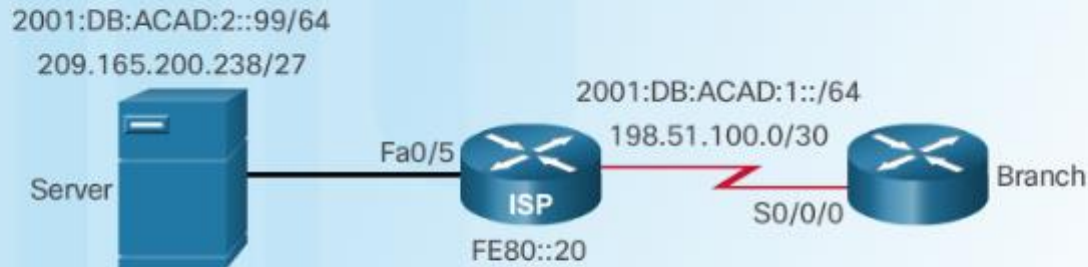 2001:DB:ACAD:2::99/64
209.165.200.238/27
2001:DB:ACAD:1::/64
198.51.100.0/30
Fa0/5
Server
ISP
Branch
S0/0/0
FE80::20